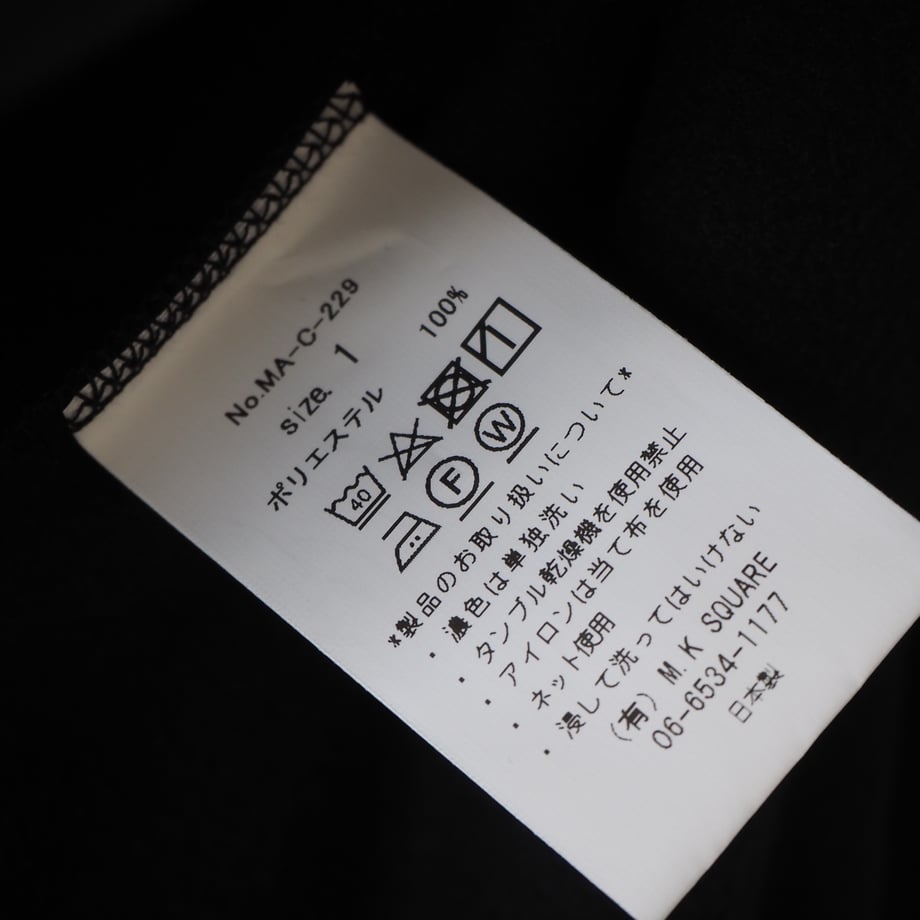 No.MA-C-229
size. 1
ポリエステル 100%
40
F W
*製品のお取り扱いについて*
・濃色は単独洗い
・タンブル乾燥機を使用禁止
・アイロンは当て布を使用
・ネット使用
・浸して洗ってはいけない
(有) M.K SQUARE
06-6534-1177
日本製